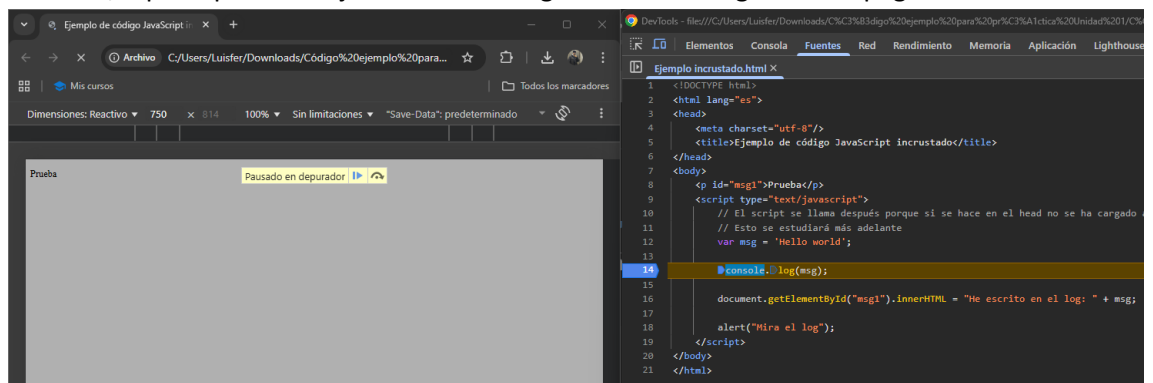 Ejemplo de código JavaScript in
Archivo C:/Users/Luisfer/Downloads/Código%20ejemplo%20para...
Mis cursos
Todos los marcadores
Dimensiones: Reactivo 750 × 814 100% Sin limitaciones "Save-Data": predeterminado
Prueba
Pausado en depurador
DevTools - file:///C:/Users/Luisfer/Downloads/C%C3%83digo%20ejemplo%20para%20pr%C3%A1ctica%20Unidad%201/C%
Elementos Consola Fuentes Red Rendimiento Memoria Aplicación Lighthouse
Ejemplo incrustado.html ×
1 <!DOCTYPE html>
2 <html lang="es">
3 <head>
4 <meta charset="utf-8"/>
5 <title>Ejemplo de código JavaScript incrustado</title>
6 </head>
7 <body>
8 <p id="msg1">Prueba</p>
9 <script type="text/javascript">
10 // El script se llama después porque si se hace en el head no se ha cargado
11 // Esto se estudiará más adelante
12 var msg = 'Hello world';
13
14 console.log(msg);
15
16 document.getElementById("msg1").innerHTML = "He escrito en el log: " + msg;
17
18 alert("Mira el log");
19 </script>
20 </body>
21 </html>